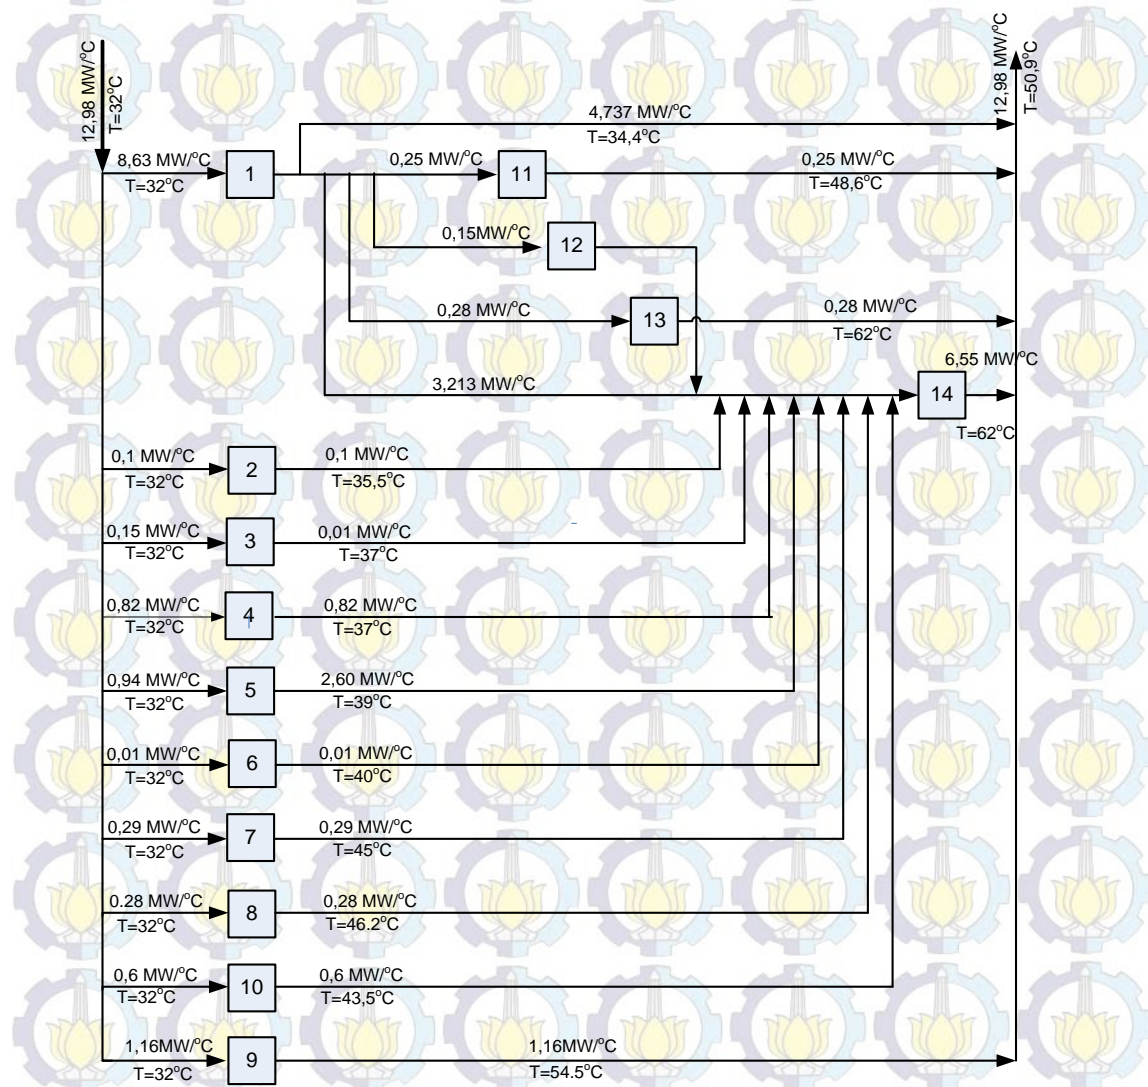 12,98 MW/°C
T=32°C
12,98 MW/°C
T=50,9°C
4,737 MW/°C
T=34,4°C
8,63 MW/°C
T=32°C
1
0,25 MW/°C
11
0,25 MW/°C
T=48,6°C
0,15MW/°C
12
0,28 MW/°C
13
0,28 MW/°C
T=62°C
3,213 MW/°C
14
6,55 MW/°C
T=62°C
0,1 MW/°C
T=32°C
2
0,1 MW/°C
T=35,5°C
0,15 MW/°C
T=32°C
3
0,01 MW/°C
T=37°C
0,82 MW/°C
T=32°C
4
0,82 MW/°C
T=37°C
0,94 MW/°C
T=32°C
5
2,60 MW/°C
T=39°C
0,01 MW/°C
T=32°C
6
0,01 MW/°C
T=40°C
0,29 MW/°C
T=32°C
7
0,29 MW/°C
T=45°C
0.28 MW/°C
T=32°C
8
0,28 MW/°C
T=46.2°C
0,6 MW/°C
T=32°C
10
0,6 MW/°C
T=43,5°C
1,16MW/°C
T=32°C
9
1,16MW/°C
T=54.5°C